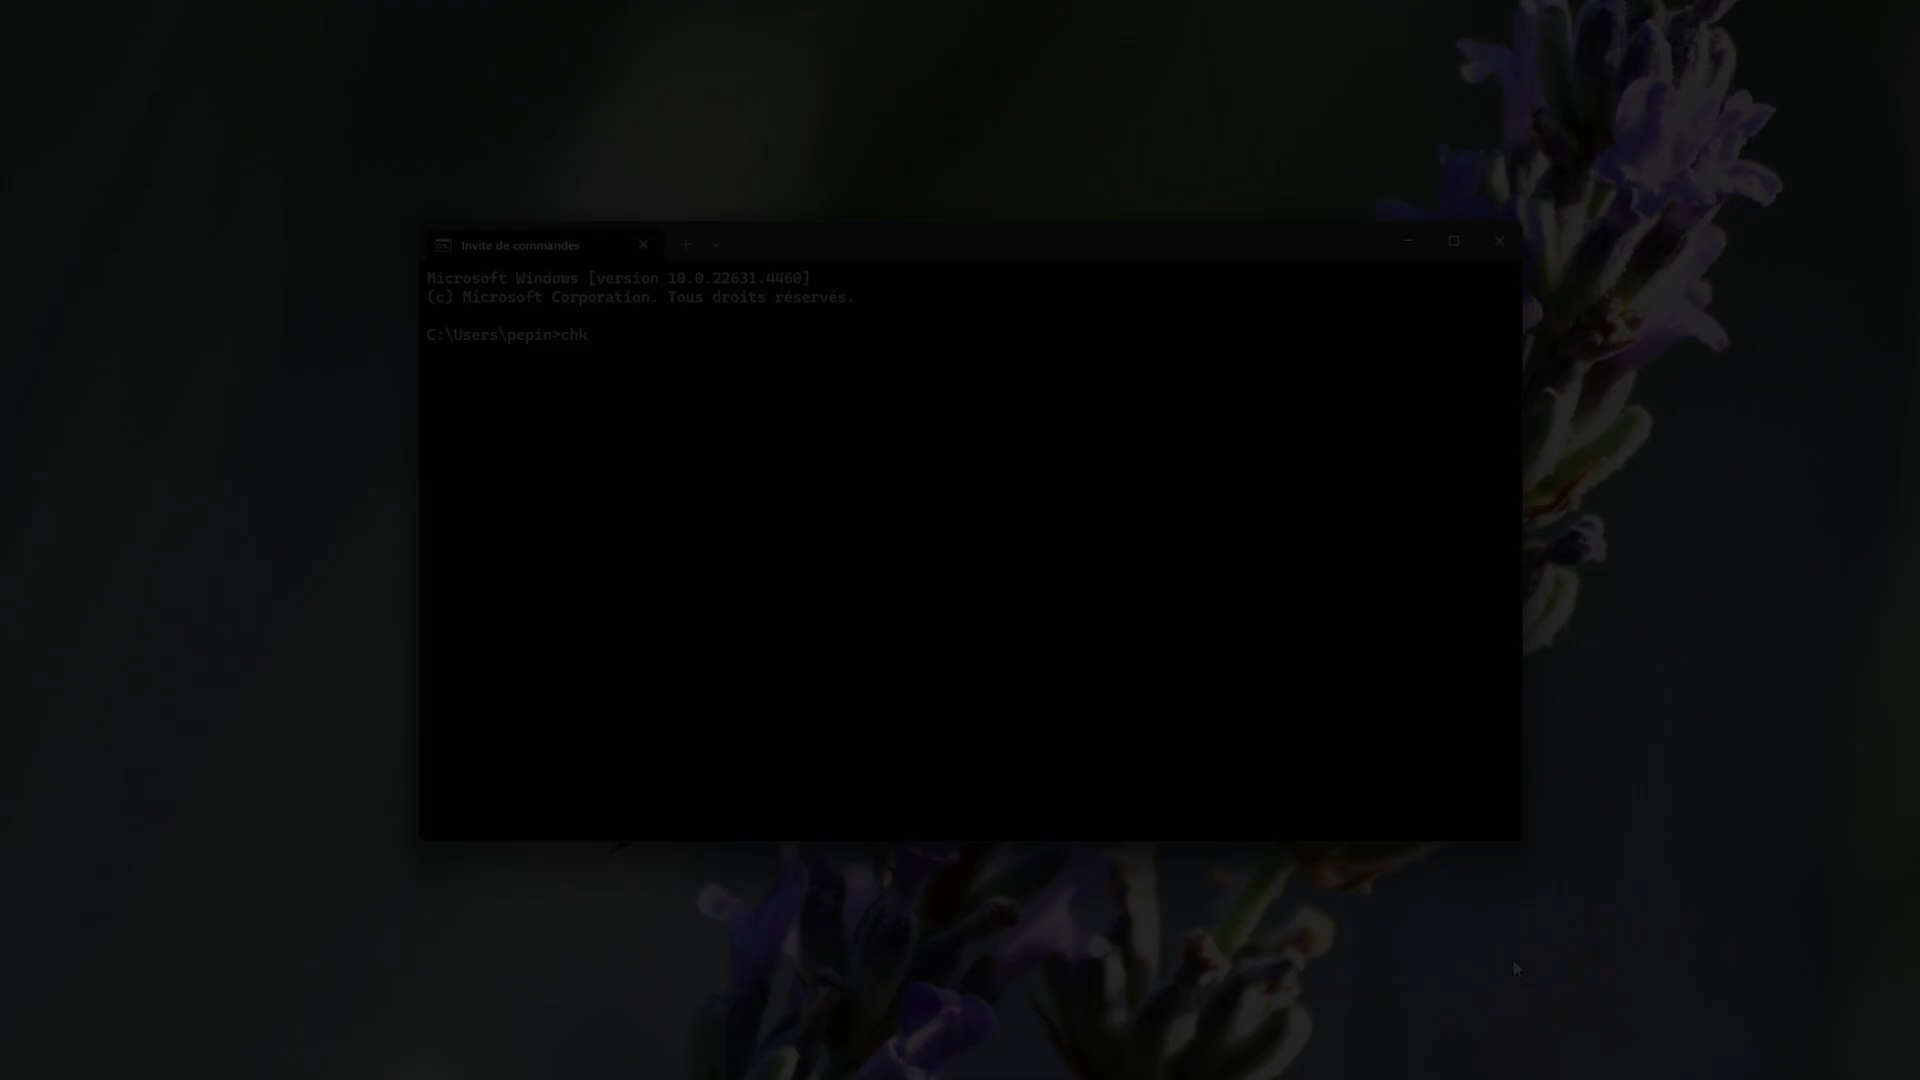 Invite de commandes
Microsoft Windows [version 10.0.22631.4460]
(c) Microsoft Corporation. Tous droits réservés.
C:\Users\pepin>chk